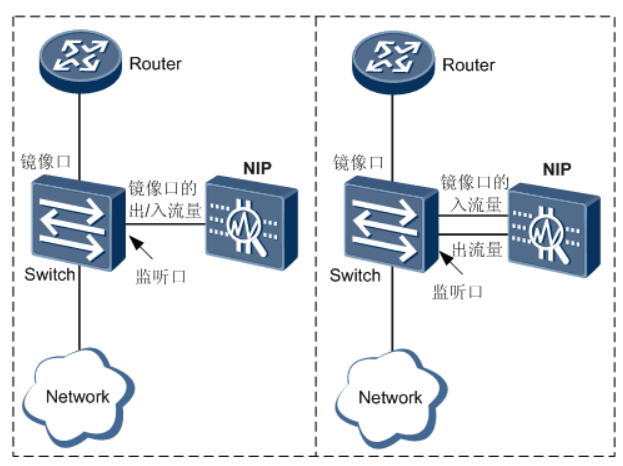 Router
镜像口
镜像口的
出/入流量
NIP
Switch
监听口
Network
Router
镜像口
镜像口的
入流量
NIP
出流量
Switch
监听口
Network